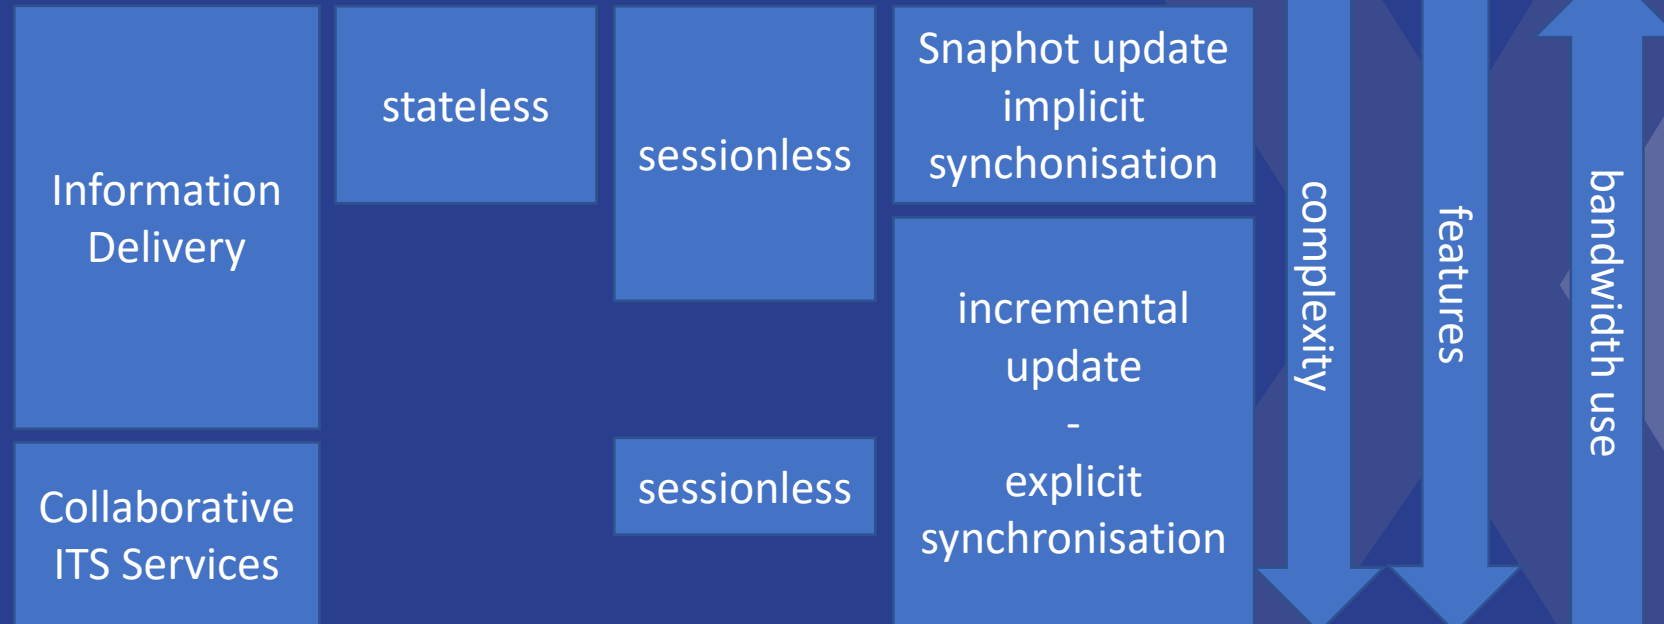 Information
Delivery
stateless
sessionless
Snaphot update
implicit
synchonisation
incremental
update
-
explicit
synchronisation
sessionless
Collaborative
ITS Services
complexity
features
bandwidth use